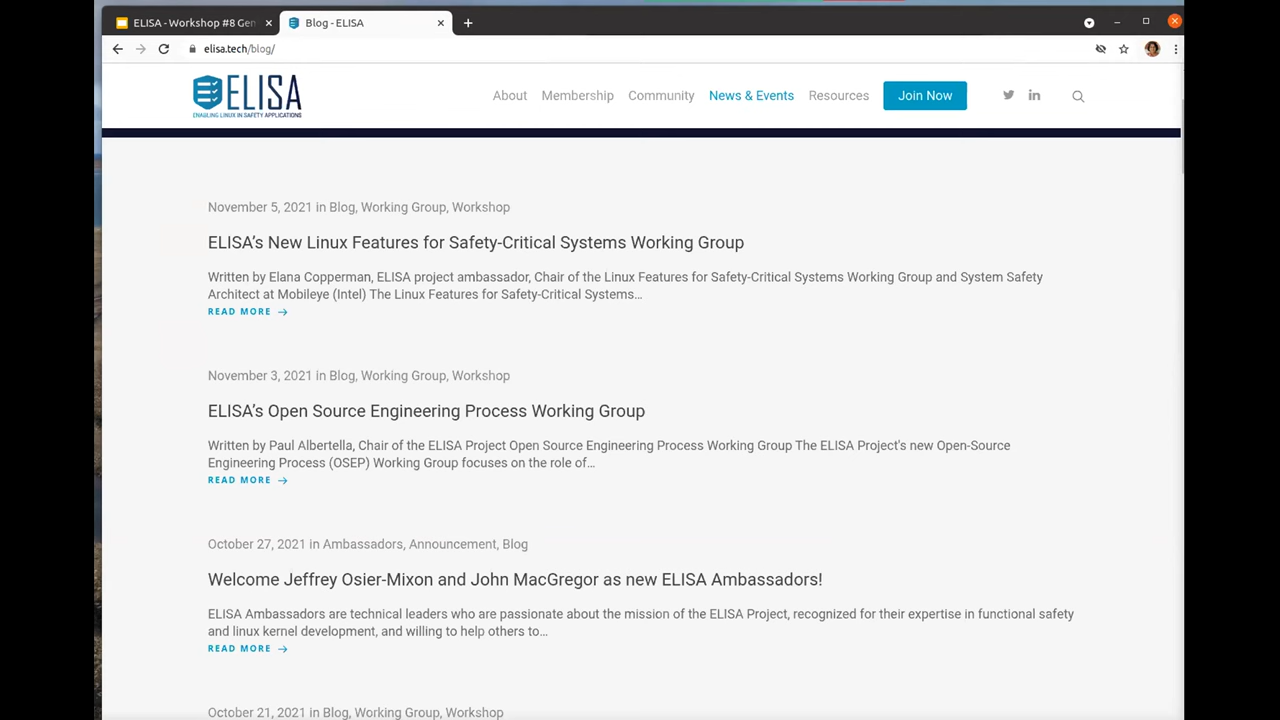 ELISA - Workshop #8 Gen
Blog - ELISA
elisa.tech/blog/
ELISA
ENABLING LINUX IN SAFETY APPLICATIONS
About
Membership
Community
News & Events
Resources
Join Now
November 5, 2021 in Blog, Working Group, Workshop
ELISA’s New Linux Features for Safety-Critical Systems Working Group
Written by Elana Copperman, ELISA project ambassador, Chair of the Linux Features for Safety-Critical Systems Working Group and System Safety
Architect at Mobileye (Intel) The Linux Features for Safety-Critical Systems…
READ MORE →
November 3, 2021 in Blog, Working Group, Workshop
ELISA’s Open Source Engineering Process Working Group
Written by Paul Albertella, Chair of the ELISA Project Open Source Engineering Process Working Group The ELISA Project's new Open-Source
Engineering Process (OSEP) Working Group focuses on the role of…
READ MORE →
October 27, 2021 in Ambassadors, Announcement, Blog
Welcome Jeffrey Osier-Mixon and John MacGregor as new ELISA Ambassadors!
ELISA Ambassadors are technical leaders who are passionate about the mission of the ELISA Project, recognized for their expertise in functional safety
and linux kernel development, and willing to help others to…
READ MORE →
October 21, 2021 in Blog, Working Group, Workshop